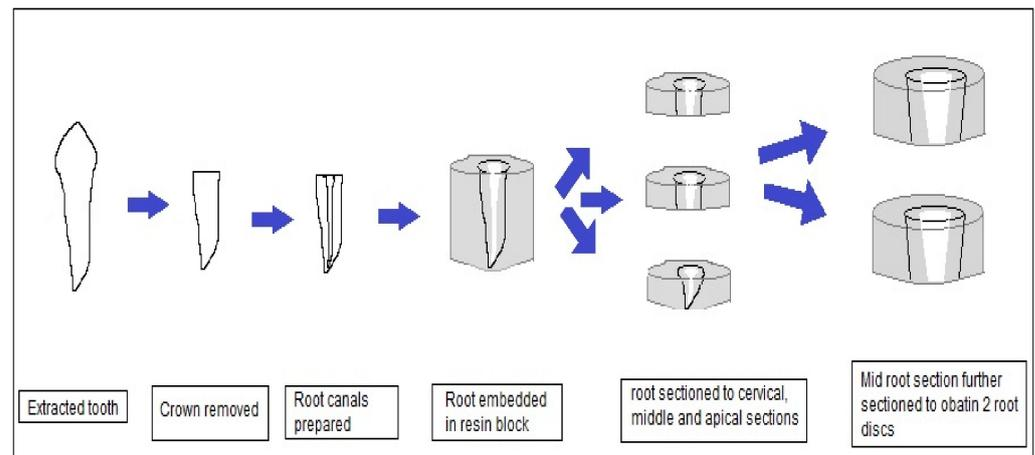 Extracted tooth
Crown removed
Root canals
prepared
Root embedded
in resin block
root sectioned to cervical,
middle and apical sections
Mid root section further
sectioned to obatin 2 root
discs